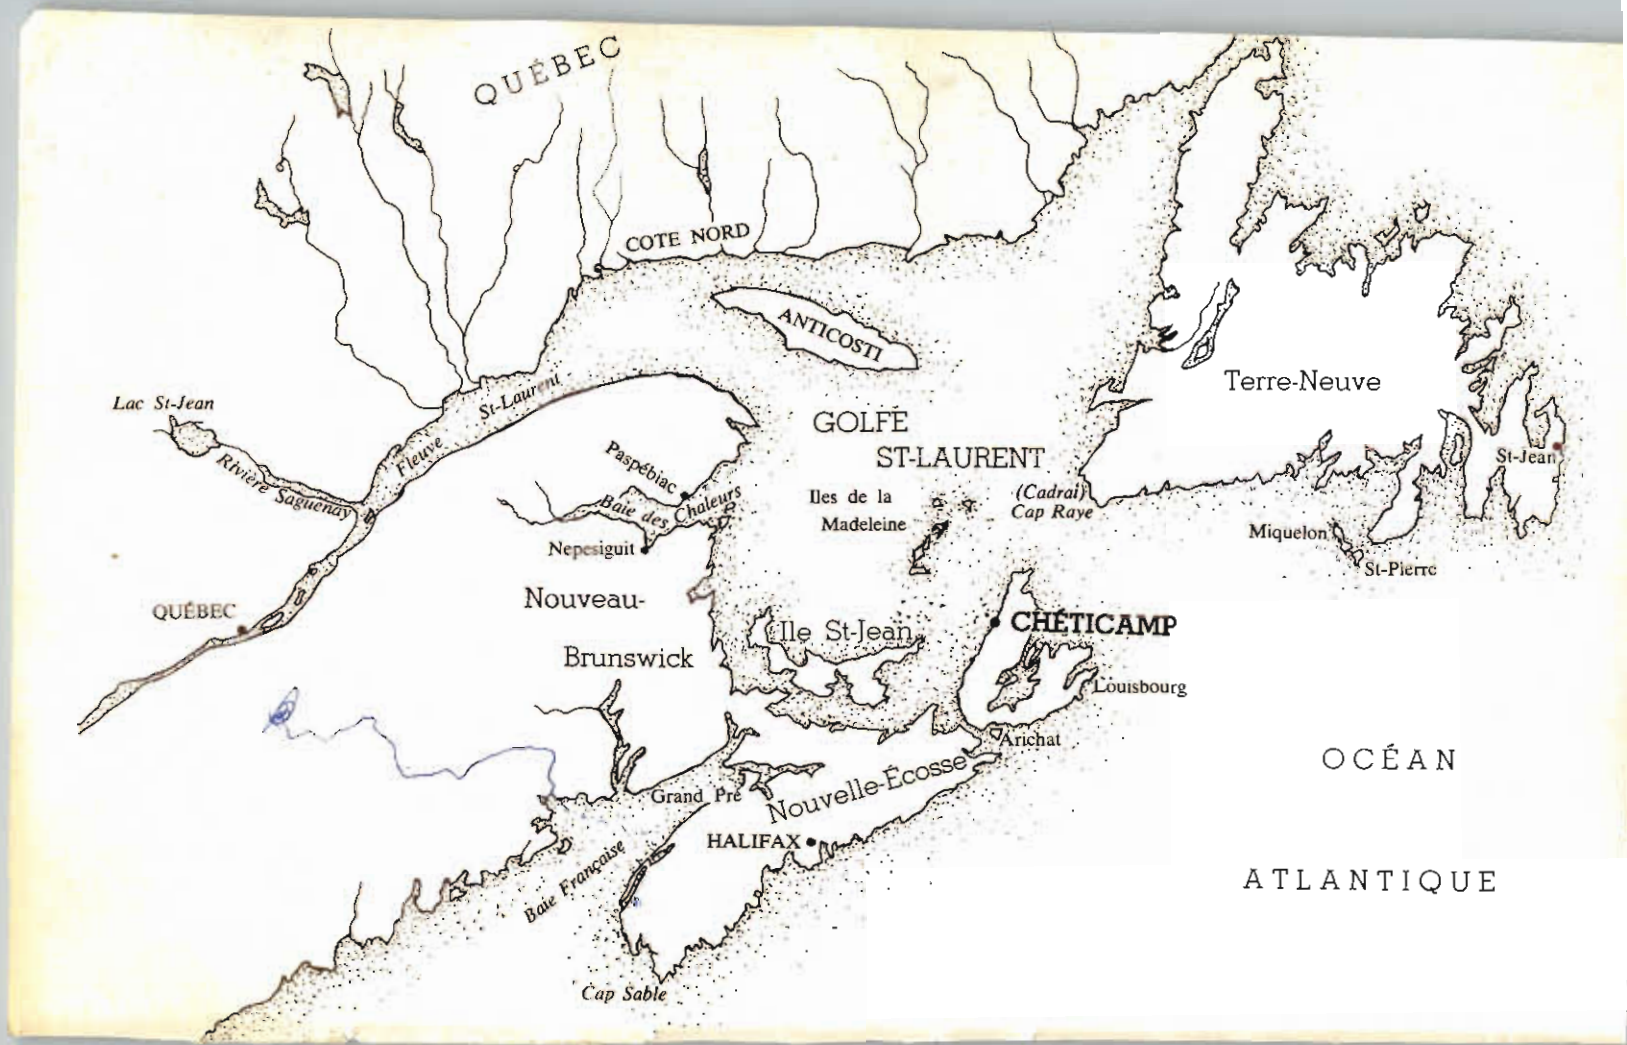 QUÉBEC
COTE NORD
ANTICOSTI
Terre-Neuve
Lac St-Jean
Fleuve St-Laurent
GOLFE
ST-LAURENT
Rivière Saguenay
Paspébiac
Baie des Chaleurs
Iles de la
Madeleine
(Cadrai)
Cap Raye
St-Jean
Nepesiguit
Miquelon
St-Pierre
Nouveau-
Brunswick
QUÉBEC
Ile St-Jean
CHÉTICAMP
Louisbourg
Arichat
Grand Pré
Nouvelle-Écosse
HALIFAX
Baie Française
Cap Sable
OCÉAN
ATLANTIQUE